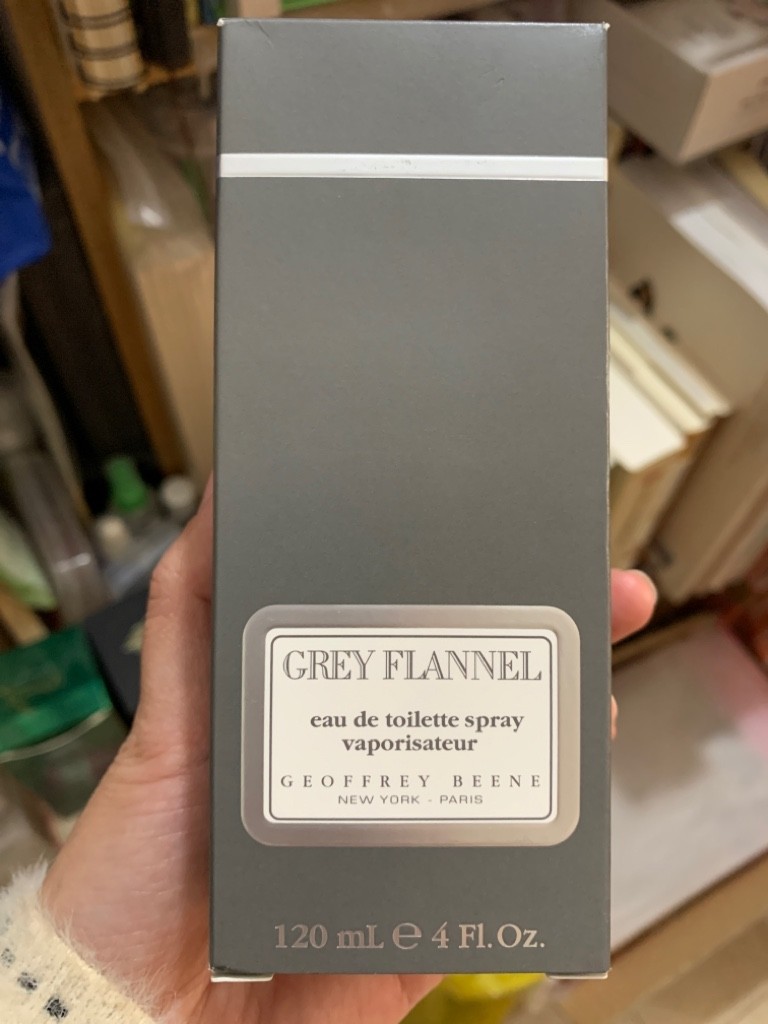 GREY FLANNEL
eau de toilette spray
vaporisateur
GEOFFREY BEENE
NEW YORK - PARIS
120 mL ℮ 4 Fl. Oz.